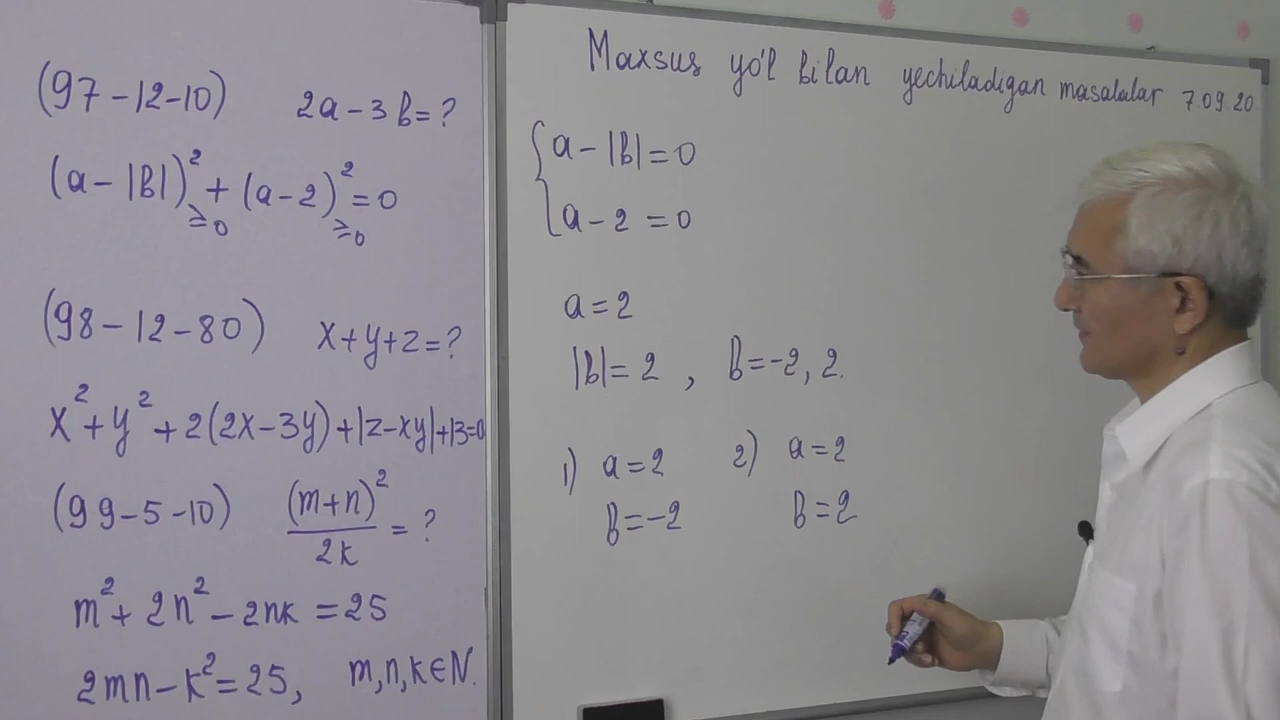 (97-12-10) 2a-3b=?
(a-|b|)²+(a-2)²=0
≥0 ≥0
(98-12-80) x+y+z=?
x²+y²+2(2x-3y)+|z-xy|+13=0
(99-5-10) (m+n)²/2k=?
m²+2n²-2nk=25
2mn-k²=25, m,n,k∈N.
Maxsus yo'l bilan yechiladigan masalalar 7.09 20
{a-|b|=0
a-2=0
a=2
|b|=2, b=-2, 2.
1) a=2 2) a=2
b=-2 b=2